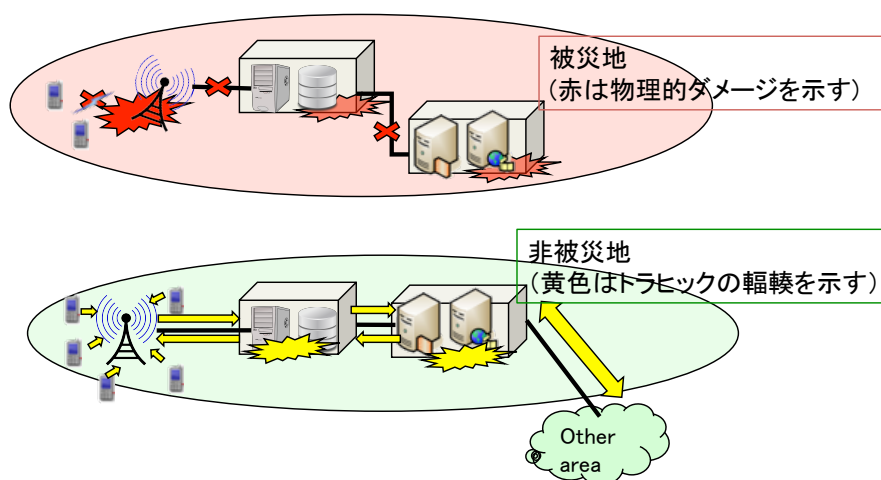 被災地
（赤は物理的ダメージを示す）
非被災地
（黄色はトラヒックの輻輳を示す）
Other
area